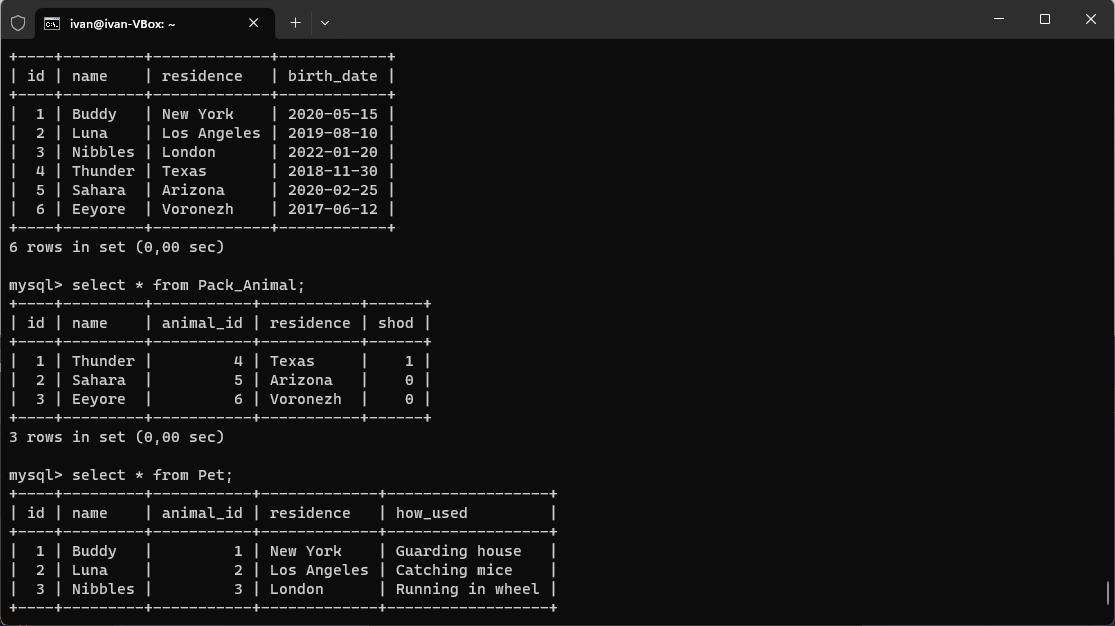 ivan@ivan-VBox: ~
+----+---------+-------------+------------+
| id | name    | residence   | birth_date |
+----+---------+-------------+------------+
|  1 | Buddy   | New York    | 2020-05-15 |
|  2 | Luna    | Los Angeles | 2019-08-10 |
|  3 | Nibbles | London      | 2022-01-20 |
|  4 | Thunder | Texas       | 2018-11-30 |
|  5 | Sahara  | Arizona     | 2020-02-25 |
|  6 | Eeyore  | Voronezh    | 2017-06-12 |
+----+---------+-------------+------------+
6 rows in set (0,00 sec)
mysql> select * from Pack_Animal;
+----+---------+-----------+-----------+------+
| id | name    | animal_id | residence | shod |
+----+---------+-----------+-----------+------+
|  1 | Thunder |         4 | Texas     |    1 |
|  2 | Sahara  |         5 | Arizona   |    0 |
|  3 | Eeyore  |         6 | Voronezh  |    0 |
+----+---------+-----------+-----------+------+
3 rows in set (0,00 sec)
mysql> select * from Pet;
+----+---------+-----------+-------------+------------------+
| id | name    | animal_id | residence   | how_used         |
+----+---------+-----------+-------------+------------------+
|  1 | Buddy   |         1 | New York    | Guarding house   |
|  2 | Luna    |         2 | Los Angeles | Catching mice    |
|  3 | Nibbles |         3 | London      | Running in wheel |
+----+---------+-----------+-------------+------------------+